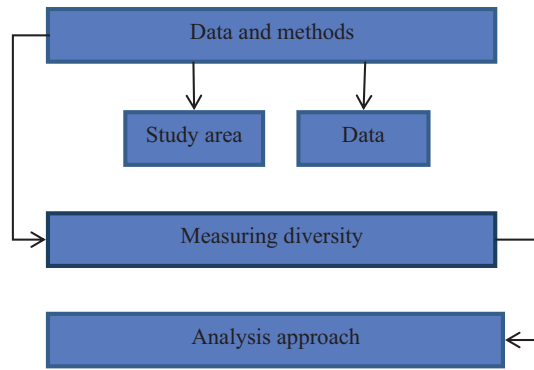 Data and methods
Study area
Data
Measuring diversity
Analysis approach